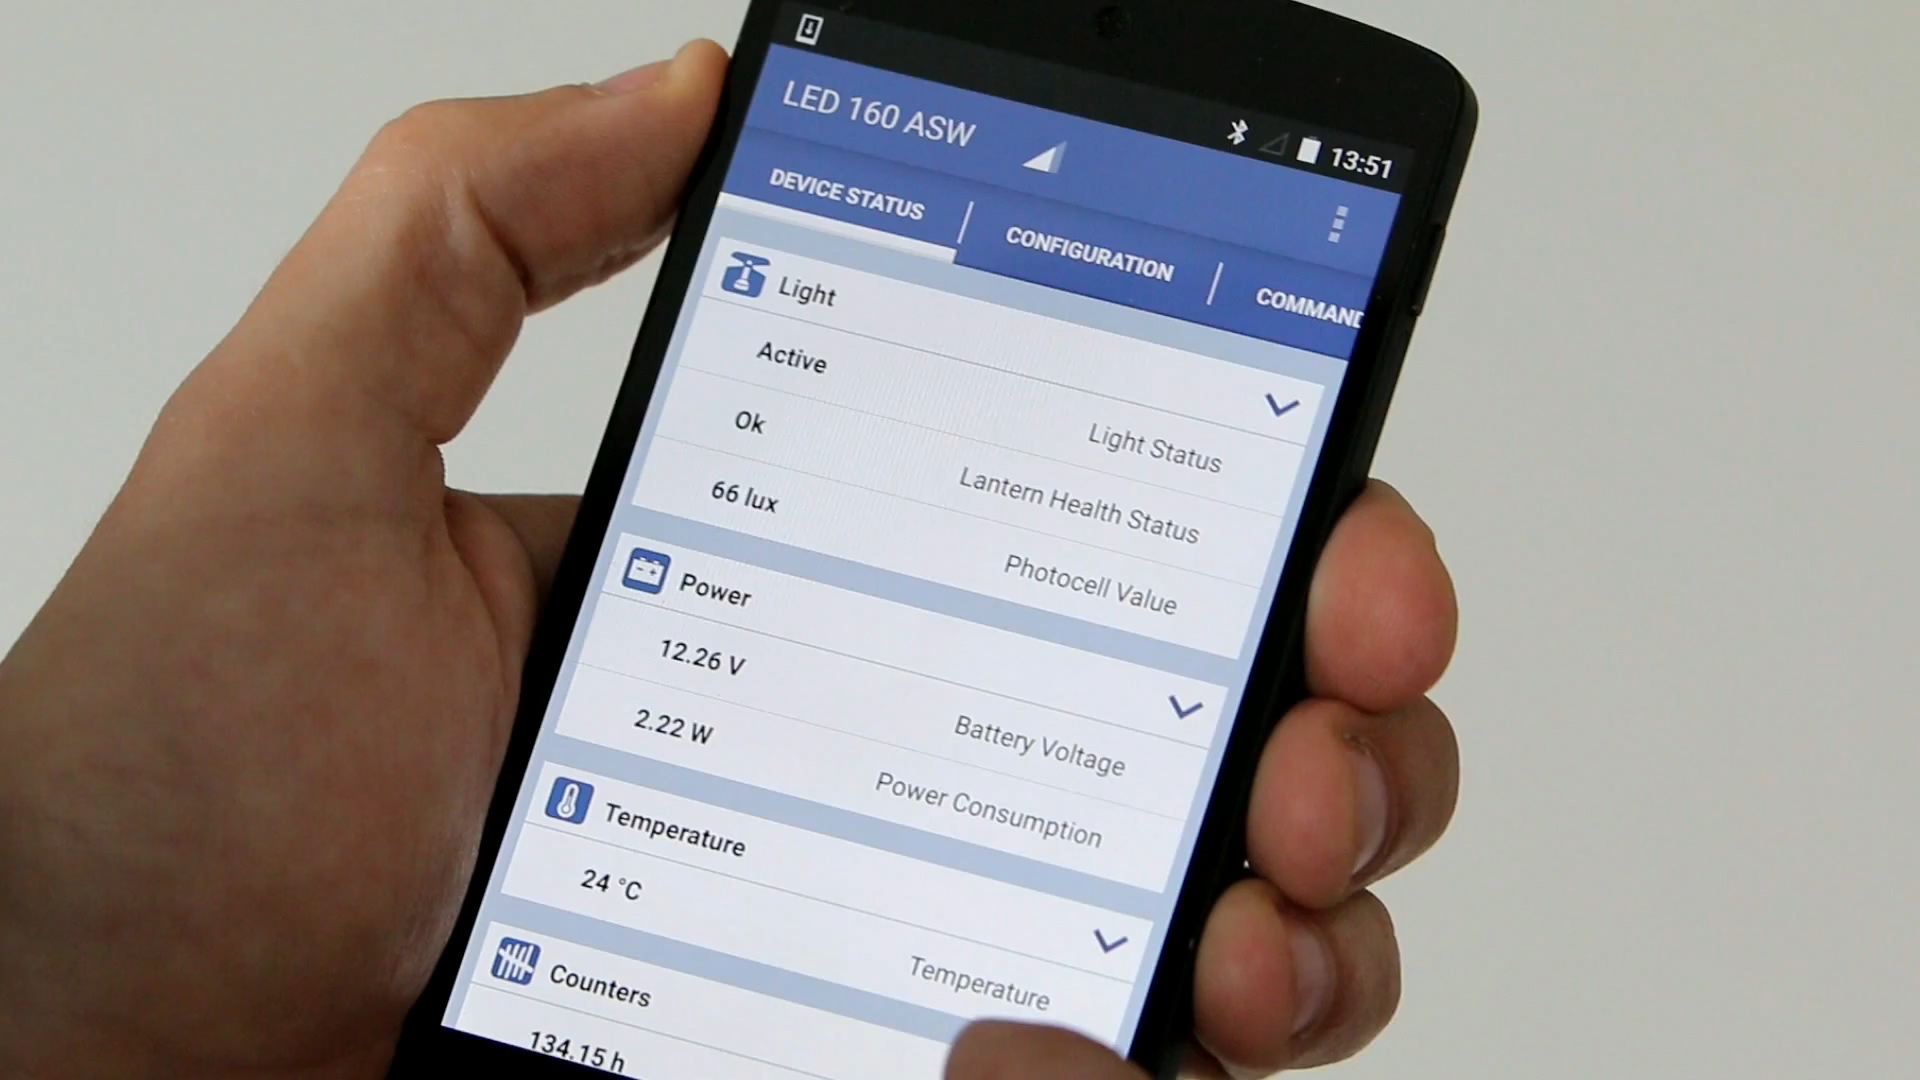 13:51
LED 160 ASW
DEVICE STATUS
CONFIGURATION
COMMAND
Light
Active
Light Status
Ok
Lantern Health Status
66 lux
Photocell Value
Power
12.26 V
Battery Voltage
2.22 W
Power Consumption
Temperature
24 °C
Temperature
Counters
134.15 h